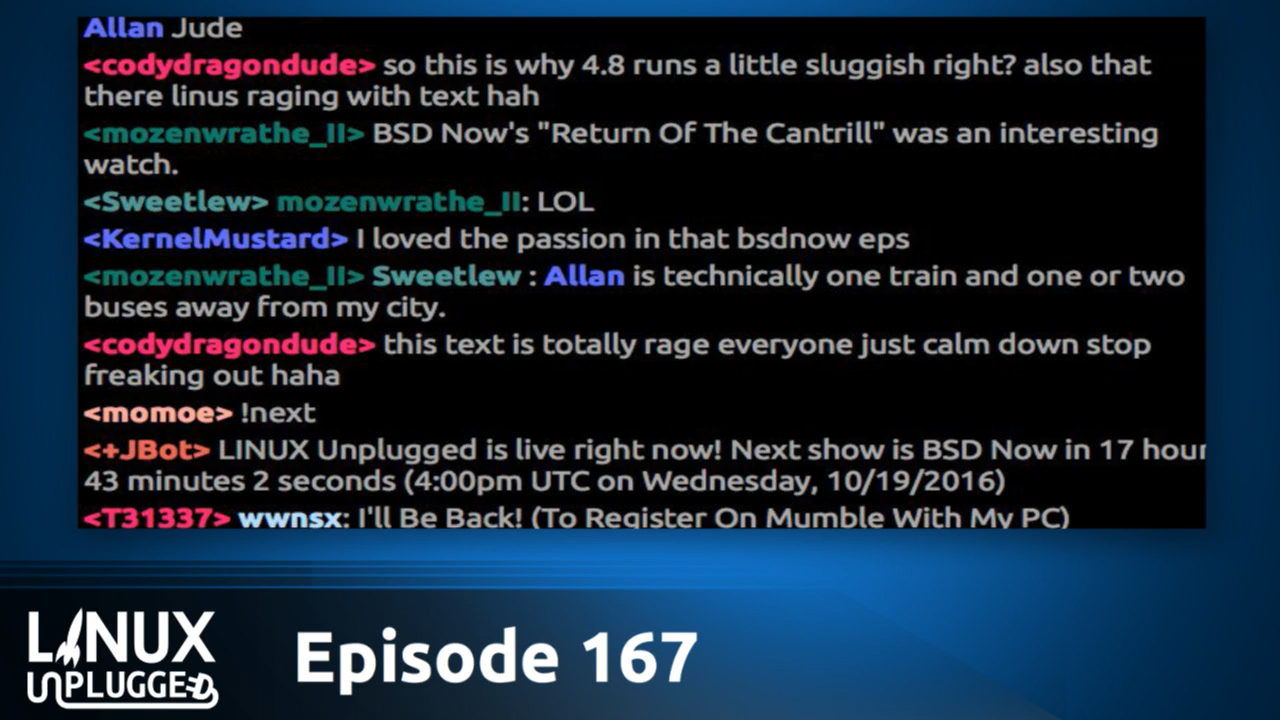 Allan Jude
<codydragondude> so this is why 4.8 runs a little sluggish right? also that
there linus raging with text hah
<mozenwrathe_II> BSD Now's "Return Of The Cantrill" was an interesting
watch.
<Sweetlew> mozenwrathe_II: LOL
<KernelMustard> I loved the passion in that bsdnow eps
<mozenwrathe_II> Sweetlew : Allan is technically one train and one or two
buses away from my city.
<codydragondude> this text is totally rage everyone just calm down stop
freaking out haha
<momoe> !next
<+JBot> LINUX Unplugged is live right now! Next show is BSD Now in 17 hour
43 minutes 2 seconds (4:00pm UTC on Wednesday, 10/19/2016)
<T31337> wwnsx: I'll Be Back! (To Register On Mumble With My PC)
LINUX
UNPLUGGED
Episode 167